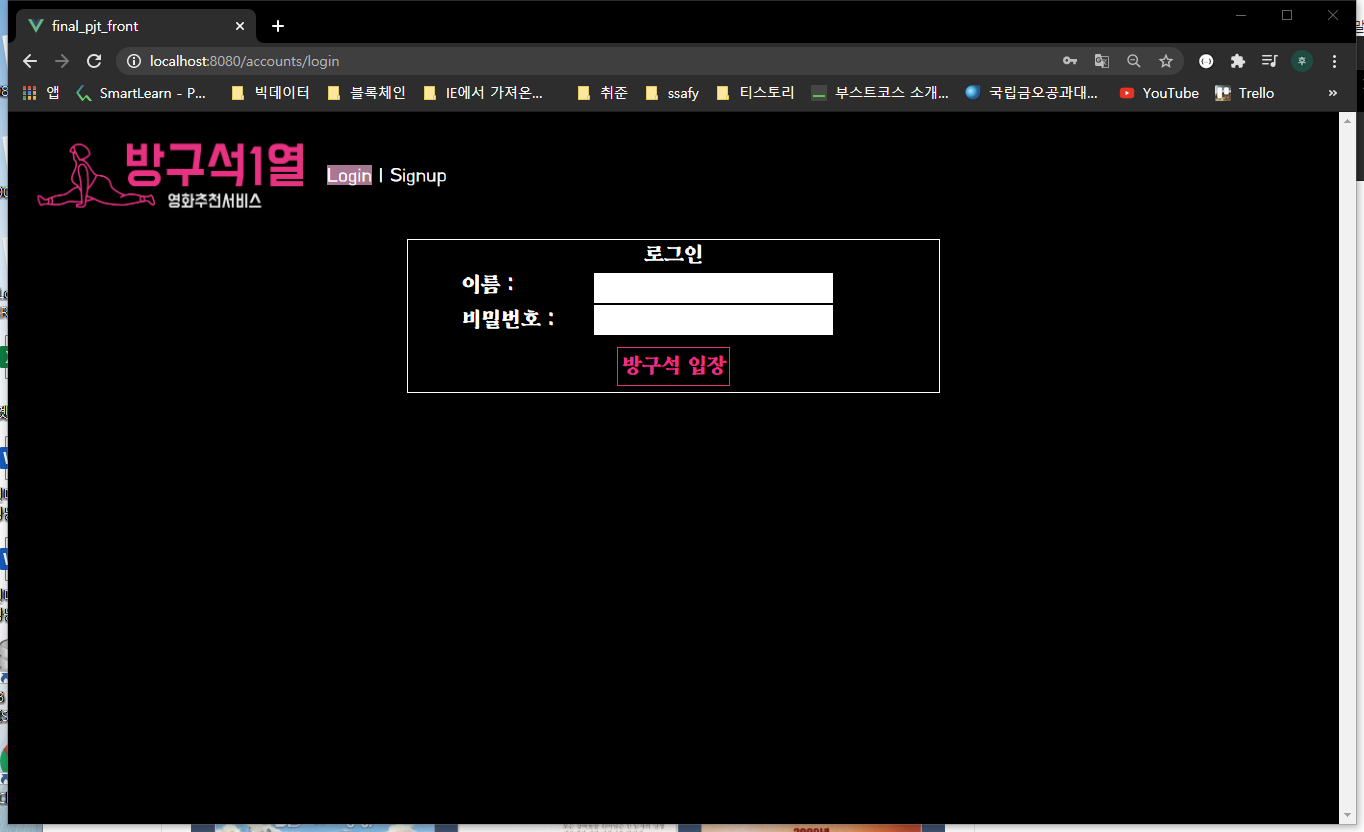 final_pjt_front
localhost:8080/accounts/login
앱 SmartLearn - P... 빅데이터 블록체인 IE에서 가져온... 취준 ssafy 티스토리 부스트코스 소개... 국립금오공과대... YouTube Trello »
방구석1열
영화추천서비스
Login | Signup
로그인
이름 :
비밀번호 :
방구석 입장